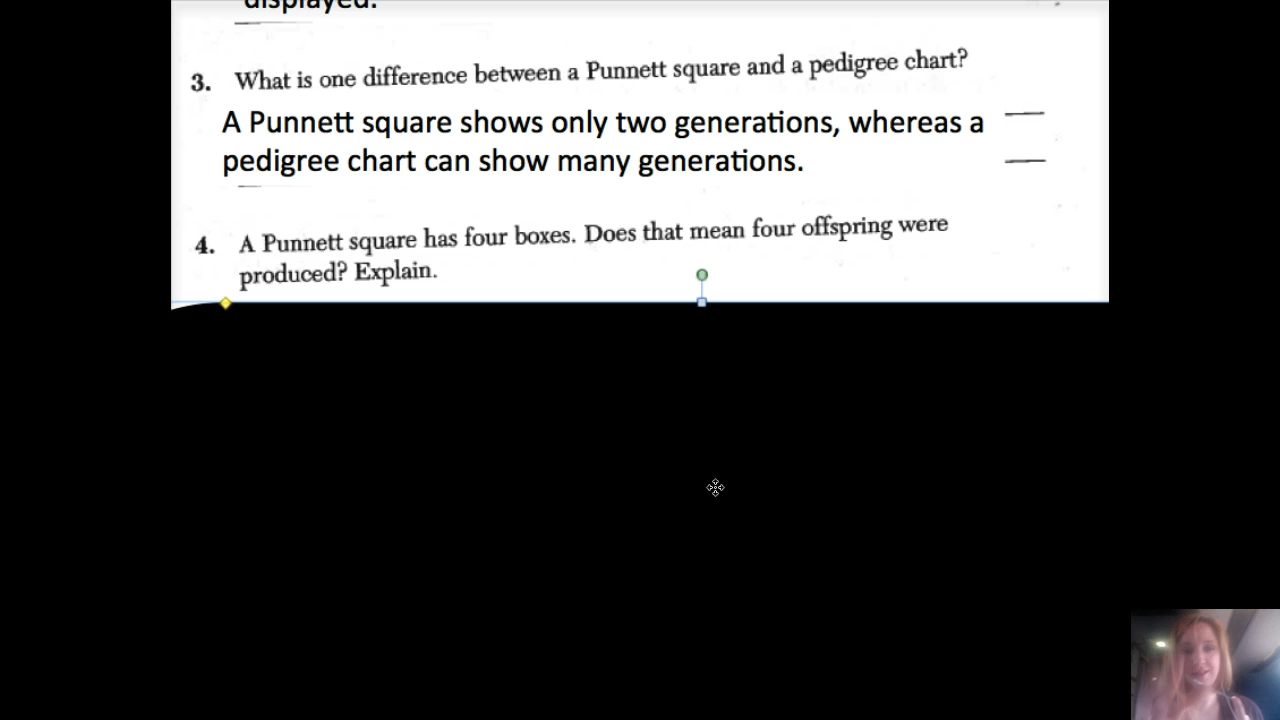 displayed.
3. What is one difference between a Punnett square and a pedigree chart?
A Punnett square shows only two generations, whereas a
pedigree chart can show many generations.
4. A Punnett square has four boxes. Does that mean four offspring were
produced? Explain.